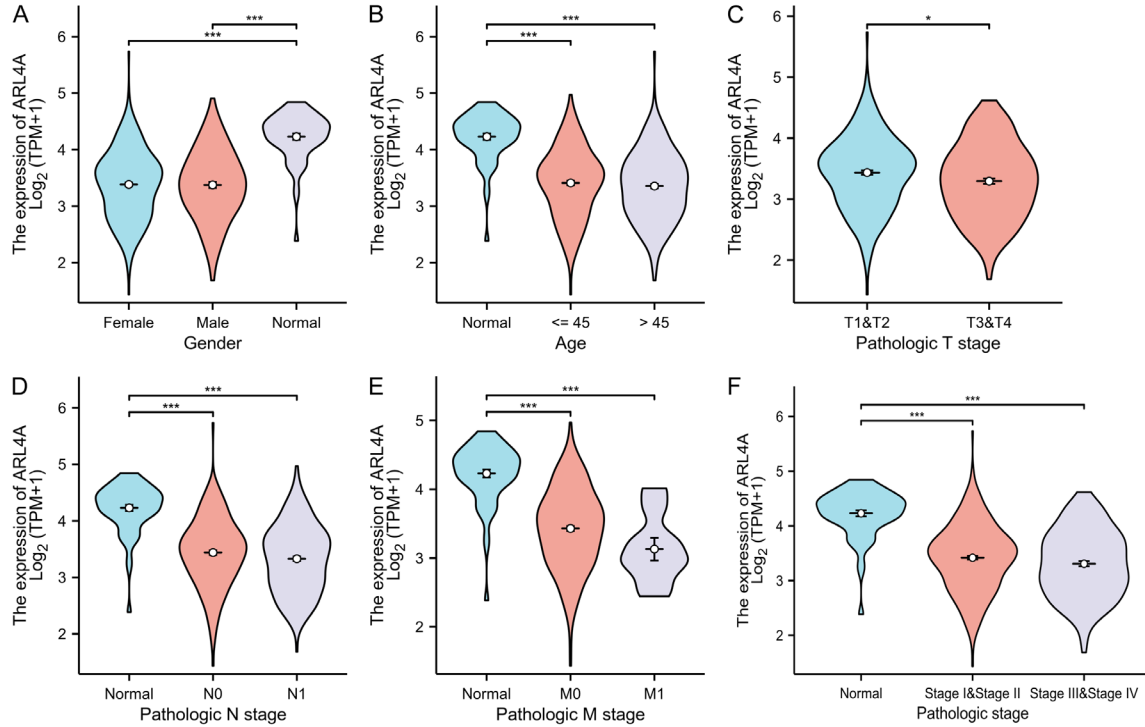 A
The expression of ARL4A
Log2 (TPM+1)
6
5
4
3
2
***
***
Female Male Normal
Gender
B
The expression of ARL4A
Log2 (TPM+1)
6
5
4
3
2
***
***
Normal <= 45 > 45
Age
C
The expression of ARL4A
Log2 (TPM+1)
6
5
4
3
2
*
T1&T2 T3&T4
Pathologic T stage
D
The expression of ARL4A
Log2 (TPM+1)
6
5
4
3
2
***
***
Normal N0 N1
Pathologic N stage
E
The expression of ARL4A
Log2 (TPM+1)
5
4
3
2
***
***
Normal M0 M1
Pathologic M stage
F
The expression of ARL4A
Log2 (TPM+1)
6
5
4
3
2
***
***
Normal Stage I&Stage II Stage III&Stage IV
Pathologic stage